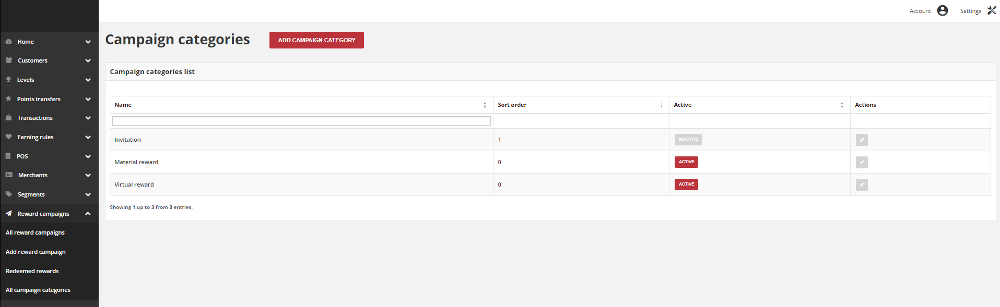 Account
Settings
Home
Customers
Levels
Points transfers
Transactions
Earning rules
POS
Merchants
Segments
Reward campaigns
All reward campaigns
Add reward campaign
Redeemed rewards
All campaign categories
Campaign categories
ADD CAMPAIGN CATEGORY
Campaign categories list
Name Sort order Active Actions
Invitation 1 INACTIVE
Material reward 0 ACTIVE
Virtual reward 0 ACTIVE
Showing 1 up to 3 from 3 entries.